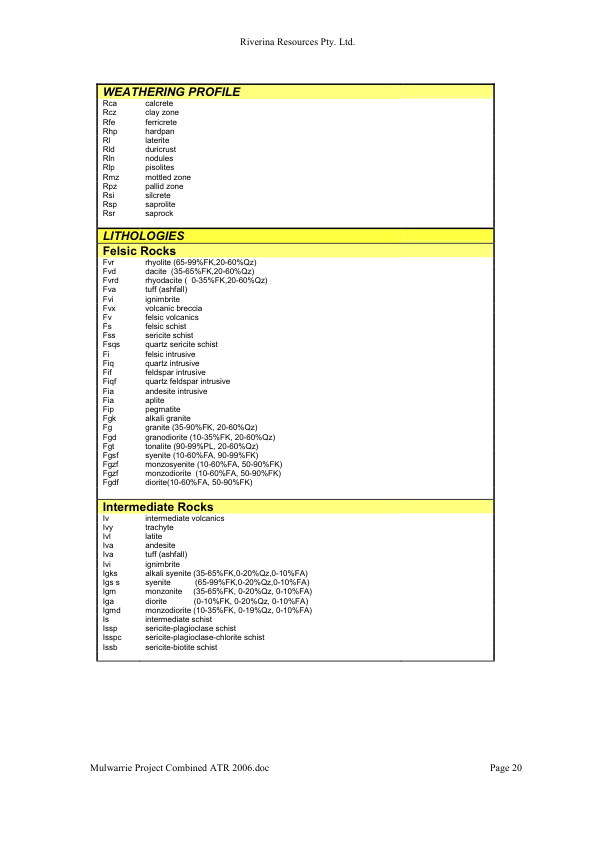 Riverina Resources Pty. Ltd.
WEATHERING PROFILE
Rca calcrete
Rcz clay zone
Rfe ferricrete
Rhp hardpan
Rl laterite
Rld duricrust
Rln nodules
Rlp pisolites
Rmz mottled zone
Rpz pallid zone
Rsi silcrete
Rsp saprolite
Rsr saprock
LITHOLOGIES
Felsic Rocks
Fvr rhyolite (65-99%FK,20-60%Qz)
Fvd dacite (35-65%FK,20-60%Qz)
Fvrd rhyodacite ( 0-35%FK,20-60%Qz)
Fva tuff (ashfall)
Fvi ignimbrite
Fvx volcanic breccia
Fv felsic volcanics
Fs felsic schist
Fss sericite schist
Fsqs quartz sericite schist
Fi felsic intrusive
Fiq quartz intrusive
Fif feldspar intrusive
Fiqf quartz feldspar intrusive
Fia andesite intrusive
Fia aplite
Fip pegmatite
Fgk alkali granite
Fg granite (35-90%FK, 20-60%Qz)
Fgd granodiorite (10-35%FK, 20-60%Qz)
Fgt tonalite (90-99%PL, 20-60%Qz)
Fgsf syenite (10-60%FA, 90-99%FK)
Fgzf monzosyenite (10-60%FA, 50-90%FK)
Fgzf monzodiorite (10-60%FA, 50-90%FK)
Fgdf diorite(10-60%FA, 50-90%FK)
Intermediate Rocks
Iv intermediate volcanics
Ivy trachyte
Ivl latite
Iva andesite
Iva tuff (ashfall)
Ivi ignimbrite
Igks alkali syenite (35-65%FK,0-20%Qz,0-10%FA)
Igs s syenite (65-99%FK,0-20%Qz,0-10%FA)
Igm monzonite (35-65%FK, 0-20%Qz, 0-10%FA)
Iga diorite (0-10%FK, 0-20%Qz, 0-10%FA)
Igmd monzodiorite (10-35%FK, 0-19%Qz, 0-10%FA)
Is intermediate schist
Issp sericite-plagioclase schist
Isspc sericite-plagioclase-chlorite schist
Issb sericite-biotite schist
Mulwarrie Project Combined ATR 2006.doc Page 20